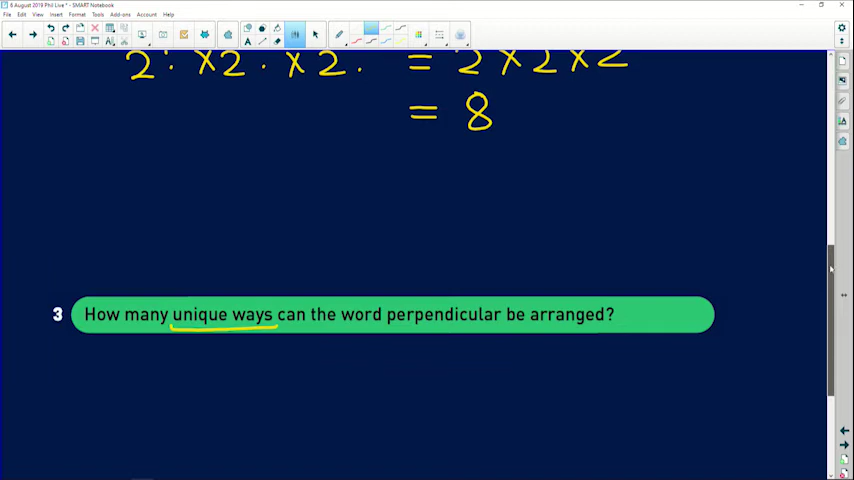 8 August 2019 Phil Live * - SMART Notebook
File Edit View Insert Format Tools Add-ons Account Help
2! × 2! × 2! = 2 × 2 × 2
= 8
3 How many unique ways can the word perpendicular be arranged?